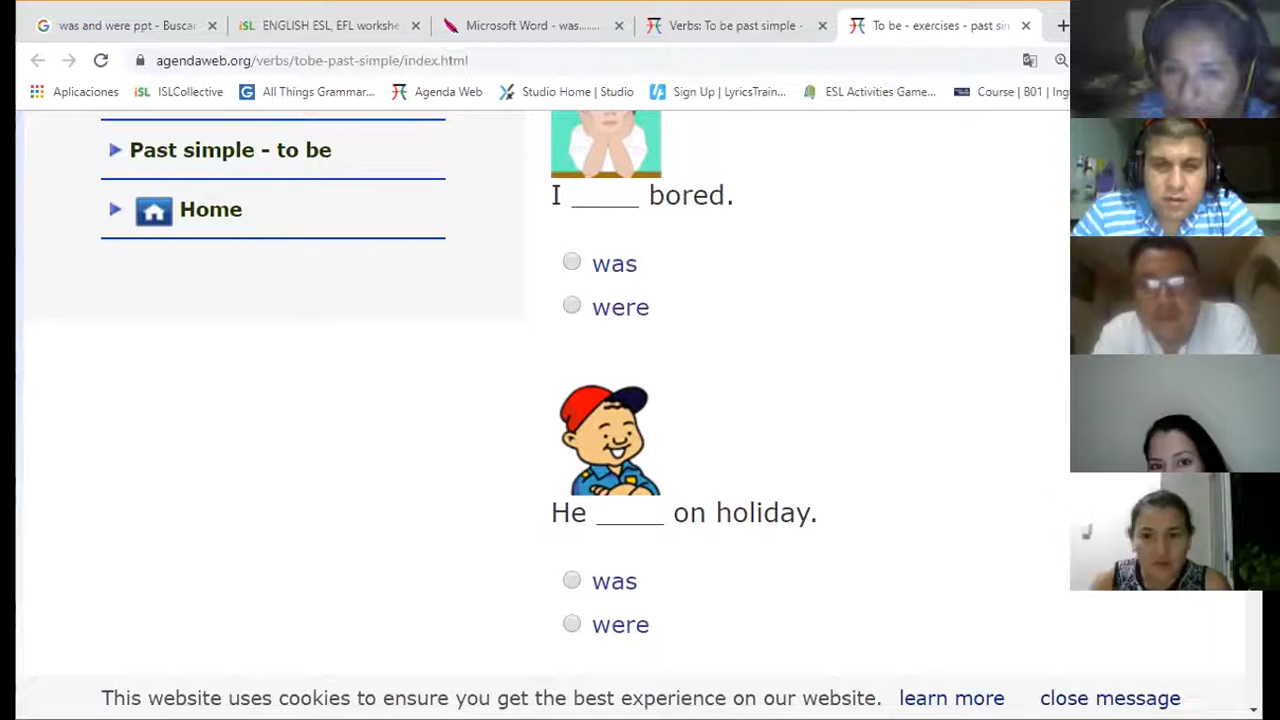 was and were ppt - Buscar
ENGLISH ESL, EFL workshe
Microsoft Word - was.......
Verbs: To be past simple -
To be - exercises - past sin
agendaweb.org/verbs/tobe-past-simple/index.html
Aplicaciones
iSL ISLCollective
All Things Grammar...
Agenda Web
Studio Home | Studio
Sign Up | LyricsTrain...
ESL Activities Game...
Course | B01 | Ing
Past simple - to be
Home
I _____ bored.
was
were
He _____ on holiday.
was
were
This website uses cookies to ensure you get the best experience on our website. learn more close message